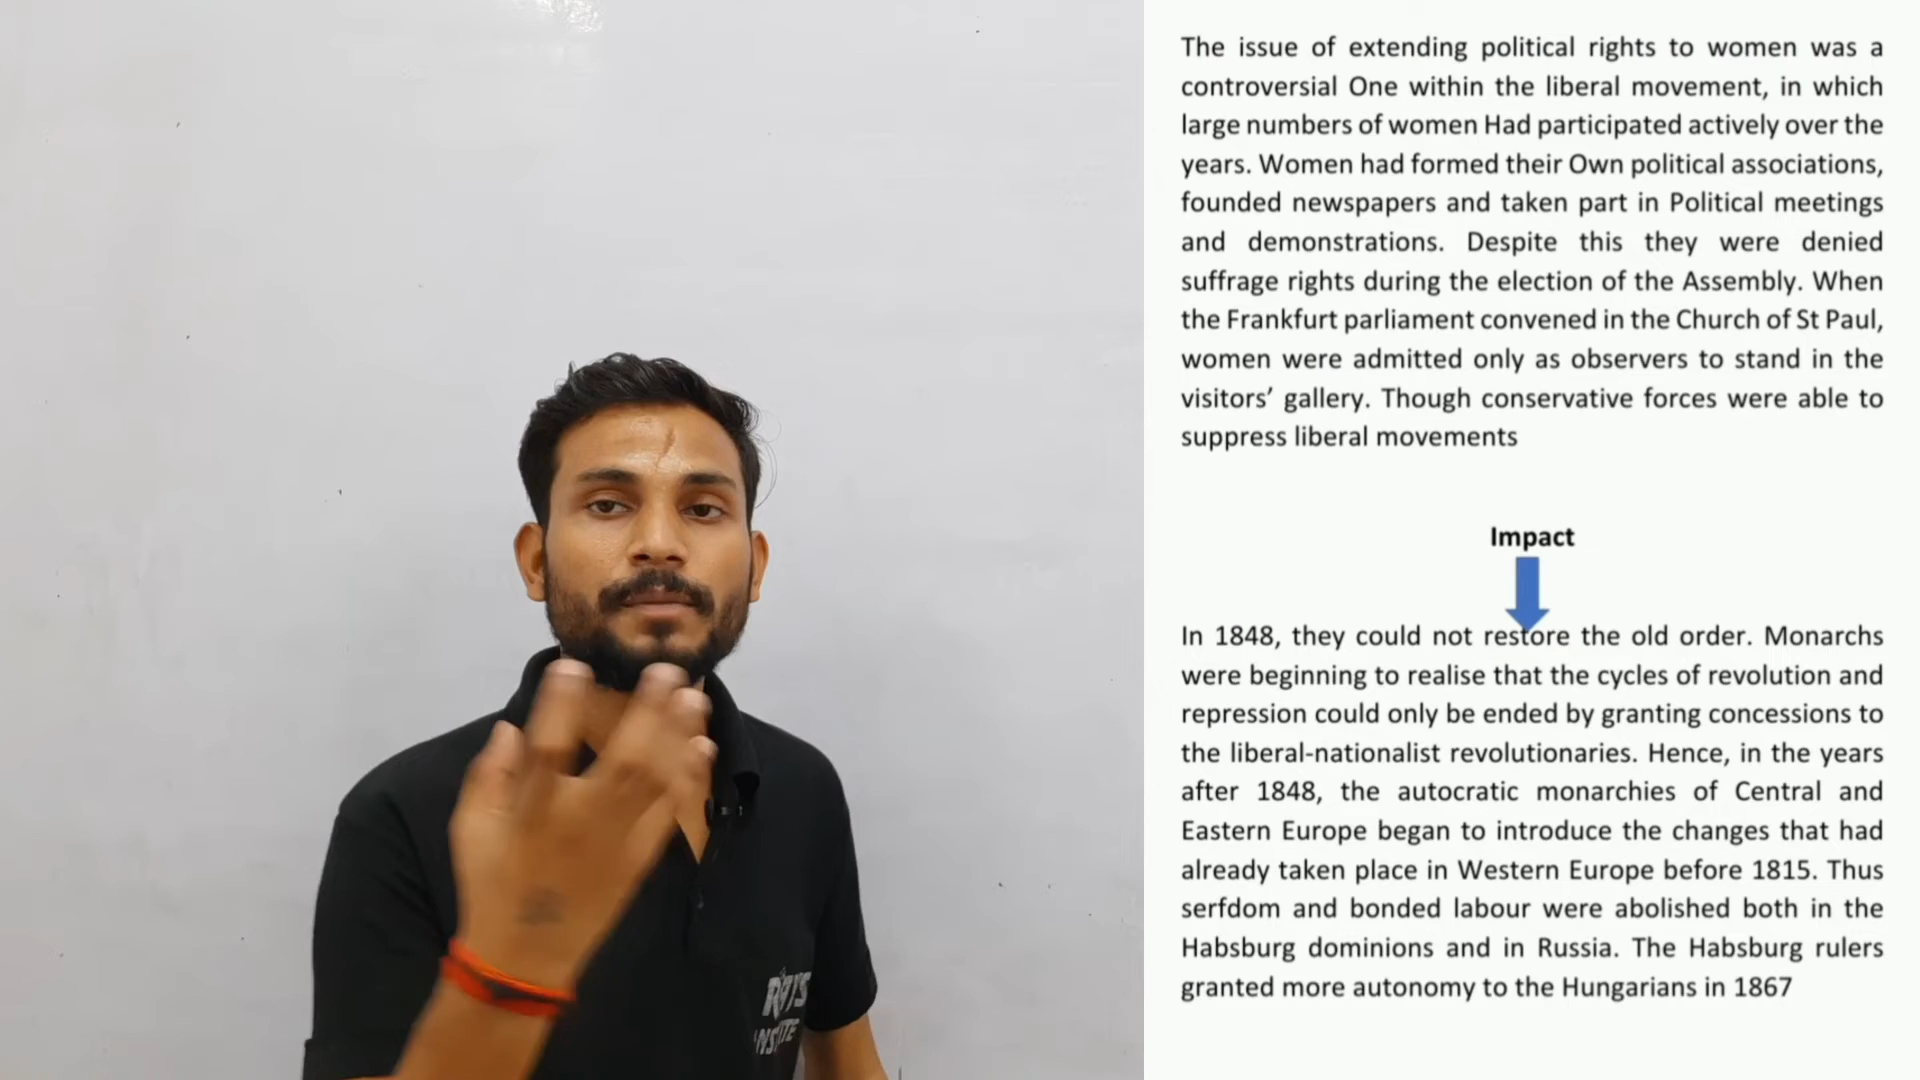 The issue of extending political rights to women was a
controversial One within the liberal movement, in which
large numbers of women Had participated actively over the
years. Women had formed their Own political associations,
founded newspapers and taken part in Political meetings
and demonstrations. Despite this they were denied
suffrage rights during the election of the Assembly. When
the Frankfurt parliament convened in the Church of St Paul,
women were admitted only as observers to stand in the
visitors’ gallery. Though conservative forces were able to
suppress liberal movements
Impact
In 1848, they could not restore the old order. Monarchs
were beginning to realise that the cycles of revolution and
repression could only be ended by granting concessions to
the liberal-nationalist revolutionaries. Hence, in the years
after 1848, the autocratic monarchies of Central and
Eastern Europe began to introduce the changes that had
already taken place in Western Europe before 1815. Thus
serfdom and bonded labour were abolished both in the
Habsburg dominions and in Russia. The Habsburg rulers
granted more autonomy to the Hungarians in 1867